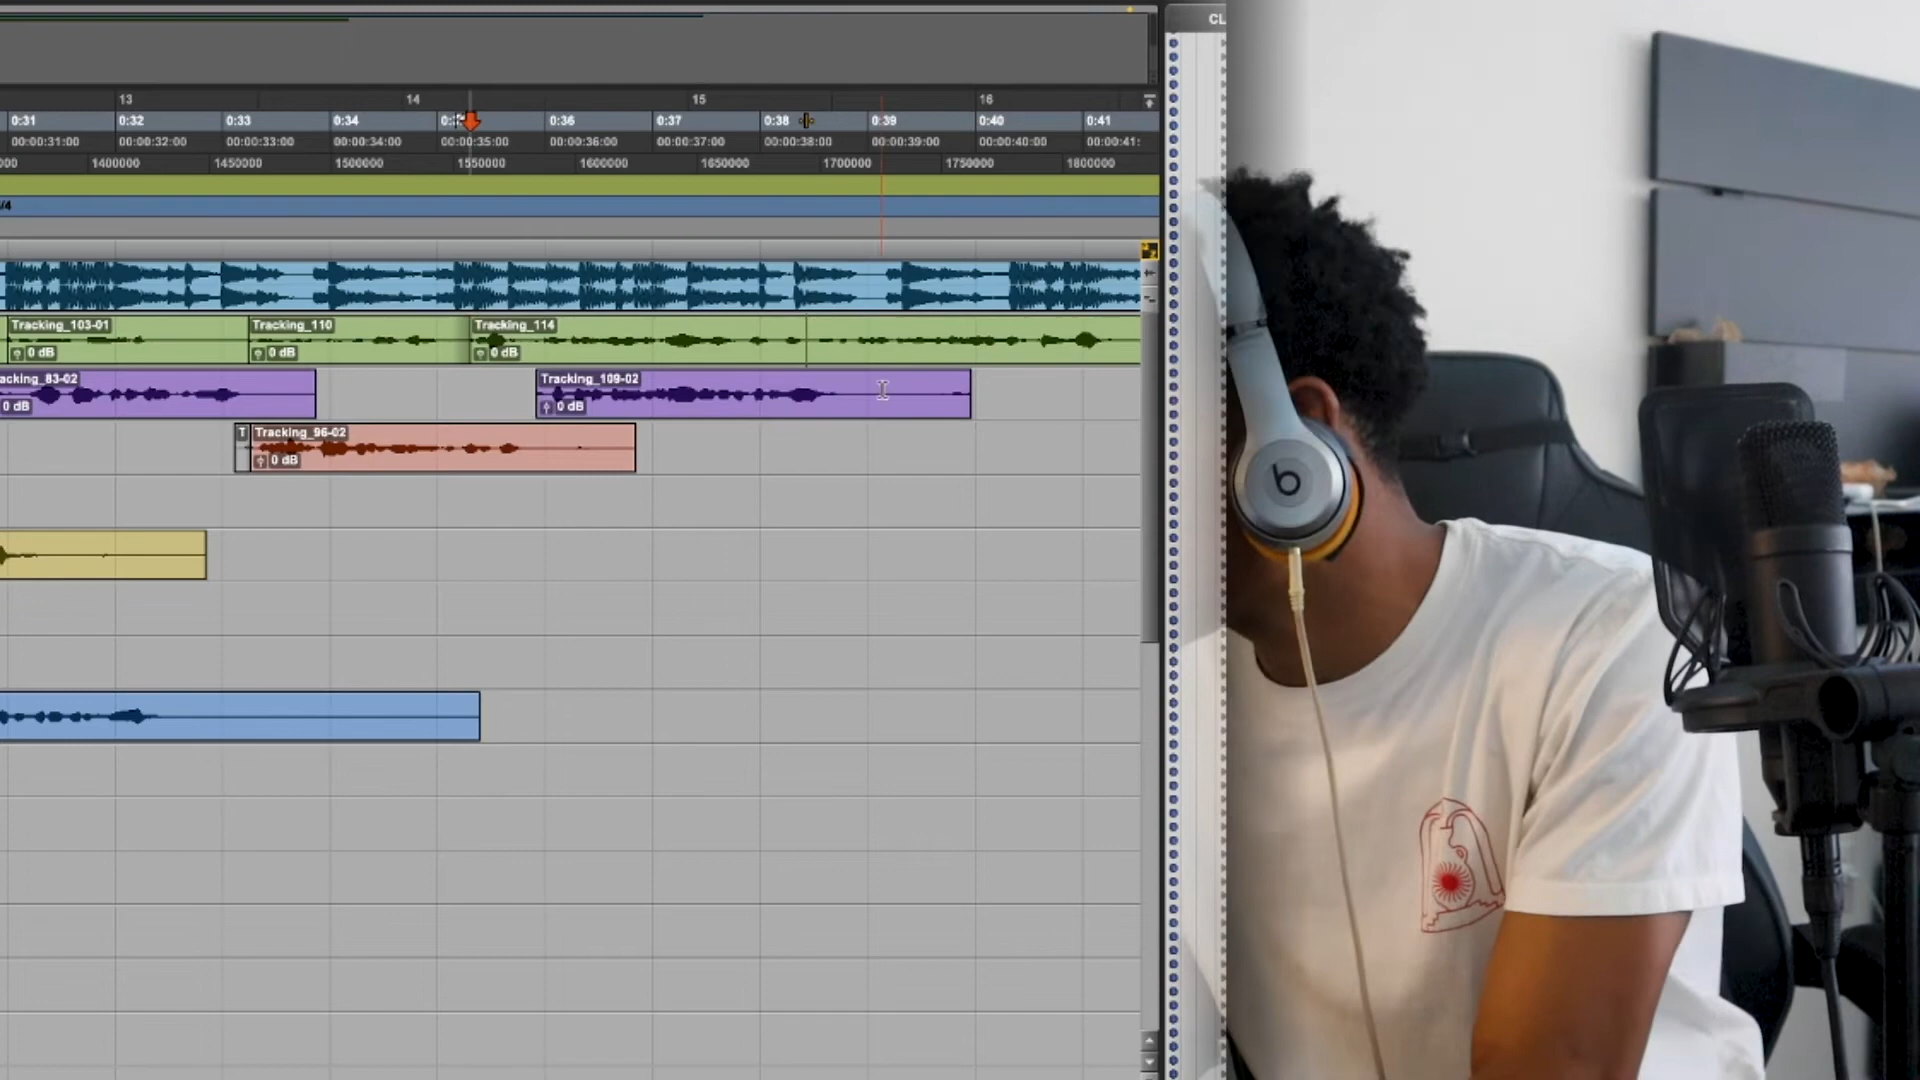 CL
13 14 15 16
0:31 0:32 0:33 0:34 0:36 0:37 0:38 0:39 0:40 0:41
00:00:31:00 00:00:32:00 00:00:33:00 00:00:34:00 00:00:35:00 00:00:36:00 00:00:37:00 00:00:38:00 00:00:39:00 00:00:40:00 00:00:41:
000 1400000 1450000 1500000 1550000 1600000 1650000 1700000 1750000 1800000
/4
Tracking_103-01 Tracking_110 Tracking_114
0 dB 0 dB 0 dB
acking_83-02 Tracking_109-02
0 dB 0 dB
T Tracking_96-02
0 dB
b